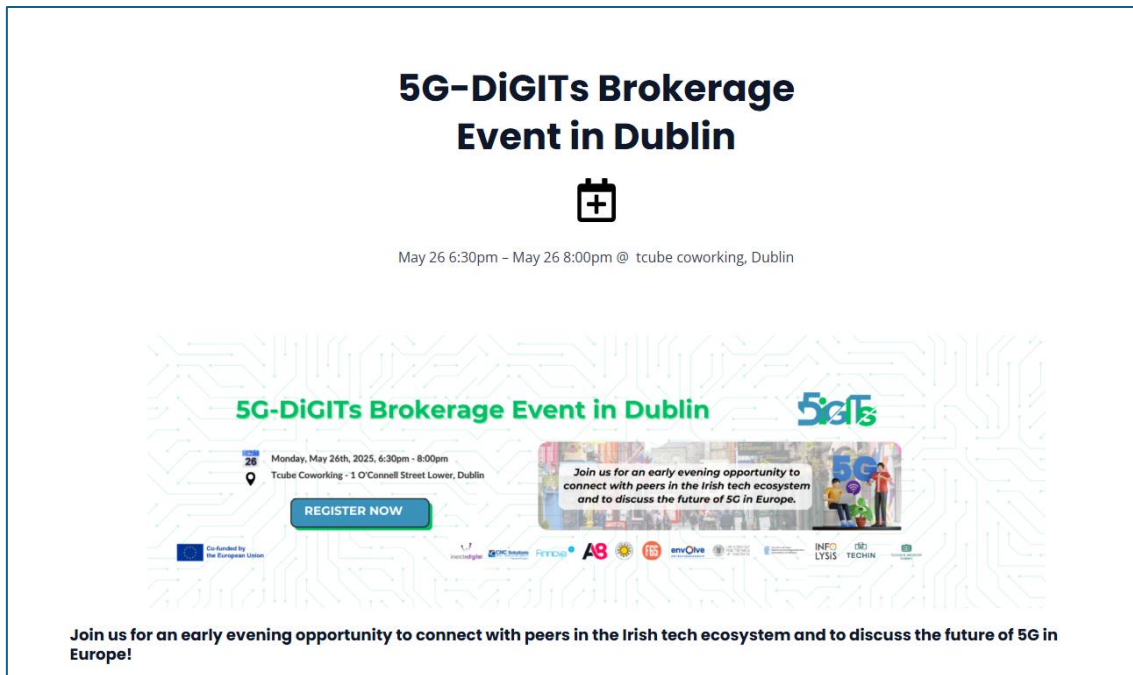 5G-DiGITs Brokerage
Event in Dublin
May 26 6:30pm – May 26 8:00pm @ tcube coworking, Dublin
5G-DiGITs Brokerage Event in Dublin
5iGITs
26
Monday, May 26th, 2025, 6:30pm - 8:00pm
Tcube Coworking - 1 O'Connell Street Lower, Dublin
REGISTER NOW
Join us for an early evening opportunity to
connect with peers in the Irish tech ecosystem
and to discuss the future of 5G in Europe.
5G
Co-funded by
the European Union
CNC Solutions
Finnova
A8
F6S
envolve
INFO
LYSiS
TECHIN
Join us for an early evening opportunity to connect with peers in the Irish tech ecosystem and to discuss the future of 5G in
Europe!